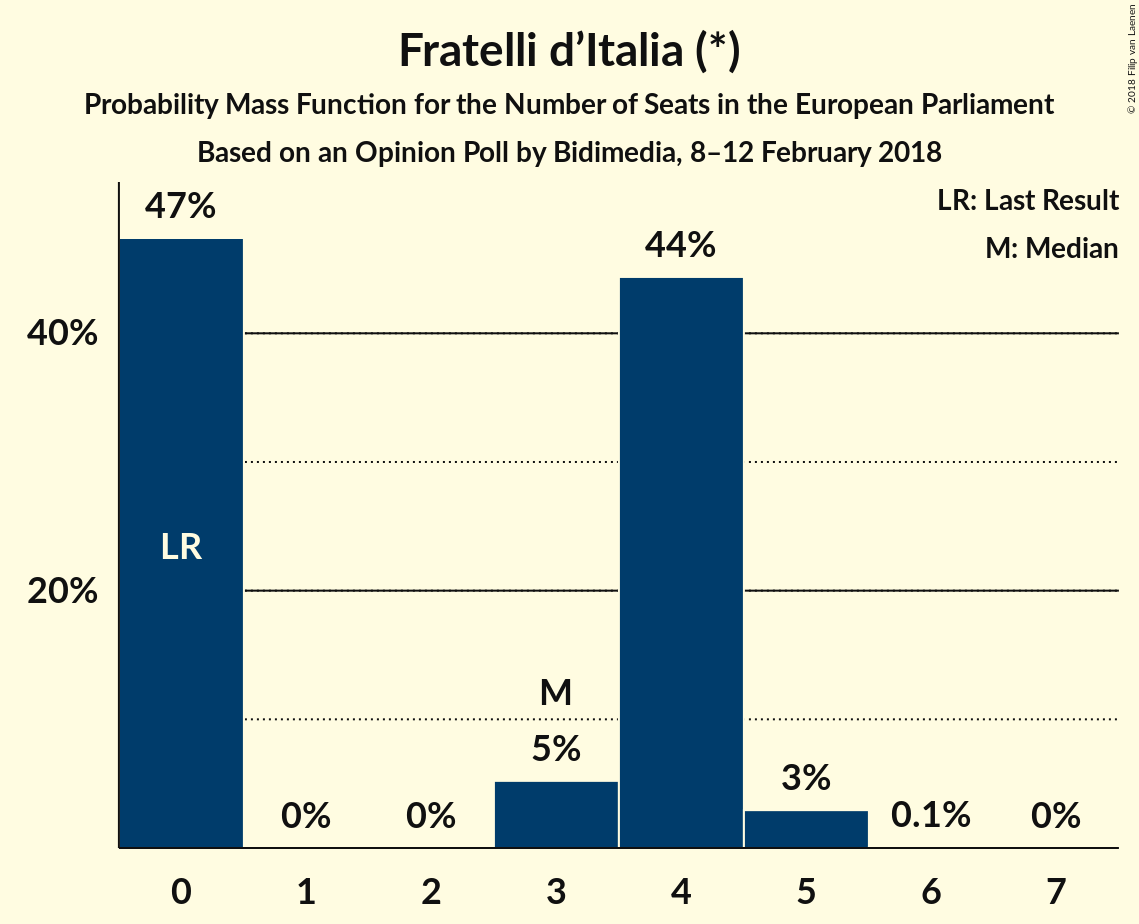 Fratelli d’Italia (*)
Probability Mass Function for the Number of Seats in the European Parliament
Based on an Opinion Poll by Bidimedia, 8–12 February 2018
© 2018 Filip van Laenen
LR: Last Result
M: Median
47%
44%
40%
LR
20%
M
5%
3%
0%
0%
0.1%
0%
0 1 2 3 4 5 6 7